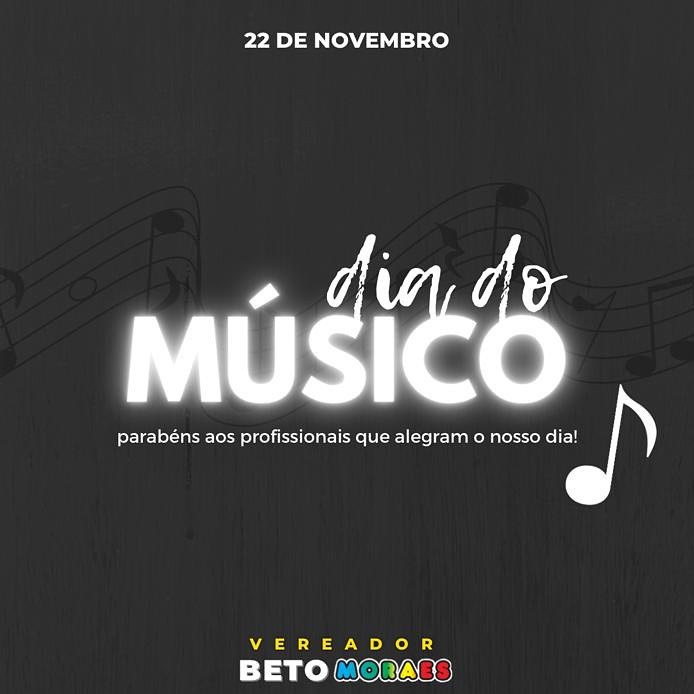 22 DE NOVEMBRO
dia do
MÚSICO
parabéns aos profissionais que alegram o nosso dia!
VEREADOR
BETO MORAES